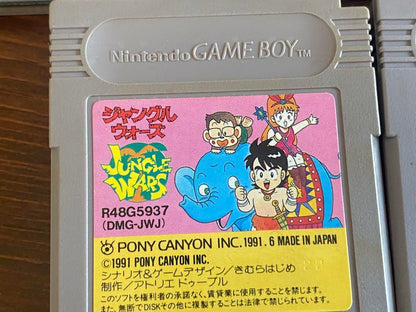 Nintendo GAME BOY TM
ジャングル
ウォーズ
JUNGLE
WARS
R48G5937
(DMG-JWJ)
PONY CANYON INC. 1991. 6 MADE IN JAPAN
©1991 PONY CANYON INC.
シナリオ&ゲームデザイン/きむらはじめ
制作/アトリエ ドゥーブル
このソフトを権利者の承諾なく、賃貸業に使用することを禁じます。
また、無断でDISKその他に複製することは法律で禁じられています。